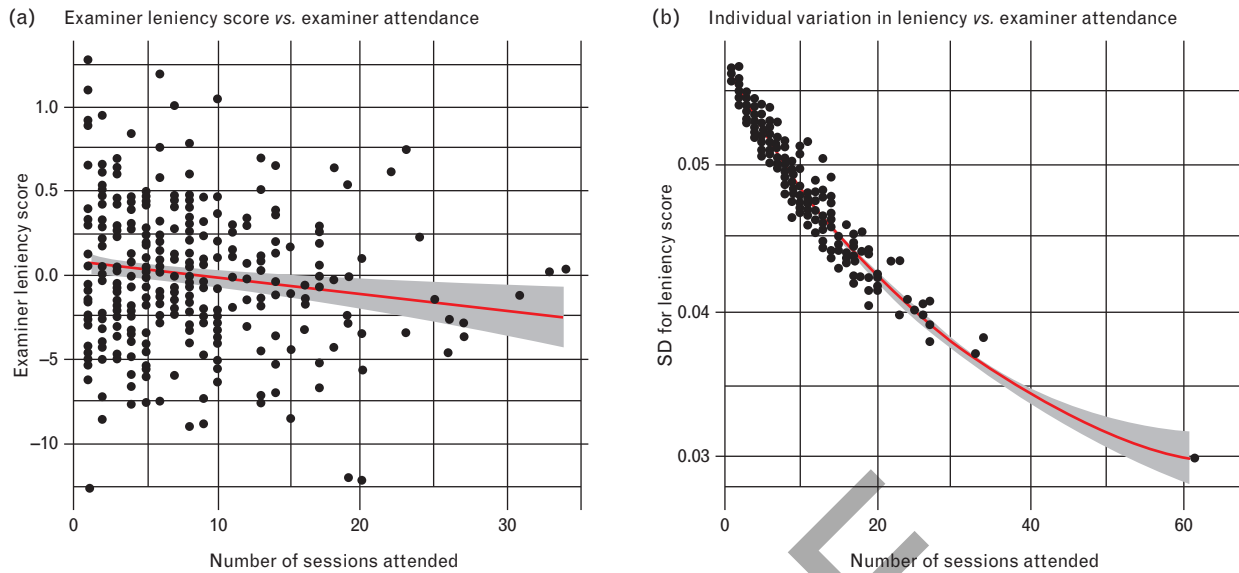 (a) Examiner leniency score vs. examiner attendance
Examiner leniency score
1.0
0.5
0.0
−5
−10
0 10 20 30
Number of sessions attended
(b) Individual variation in leniency vs. examiner attendance
SD for leniency score
0.05
0.04
0.03
0 20 40 60
Number of sessions attended